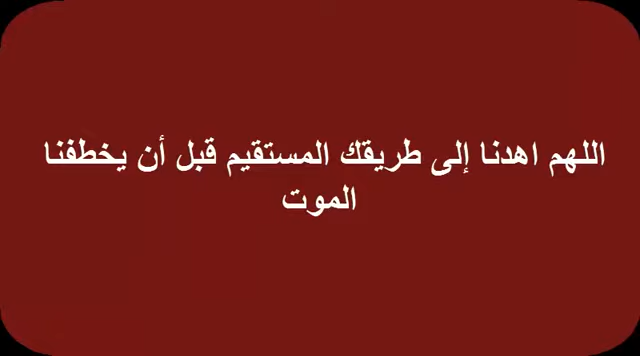 اللهم اهدنا إلى طريقك المستقيم قبل أن يخطفنا
الموت